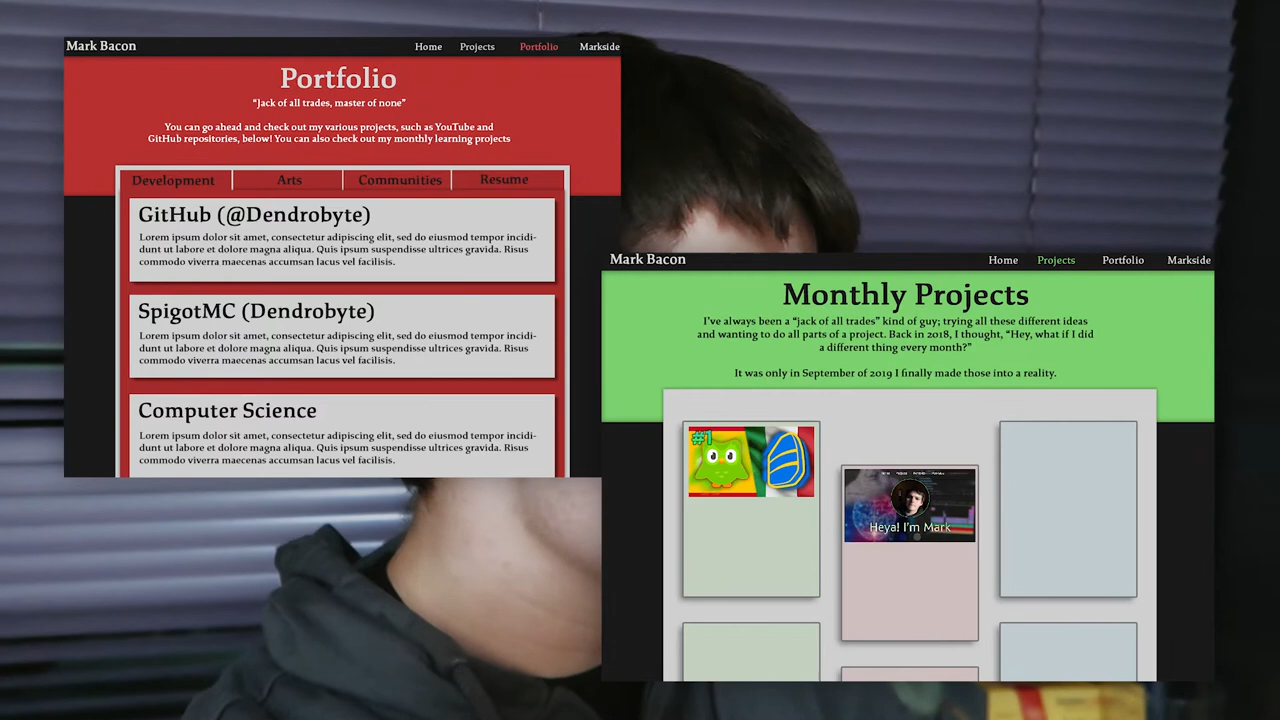 Mark Bacon
Home Projects Portfolio Markside
Portfolio
“Jack of all trades, master of none”
You can go ahead and check out my various projects, such as YouTube and
GitHub repositories, below! You can also check out my monthly learning projects
Development Arts Communities Resume
GitHub (@Dendrobyte)
Lorem ipsum dolor sit amet, consectetur adipiscing elit, sed do eiusmod tempor incidi-
dunt ut labore et dolore magna aliqua. Quis ipsum suspendisse ultrices gravida. Risus
commodo viverra maecenas accumsan lacus vel facilisis.
SpigotMC (Dendrobyte)
Lorem ipsum dolor sit amet, consectetur adipiscing elit, sed do eiusmod tempor incidi-
dunt ut labore et dolore magna aliqua. Quis ipsum suspendisse ultrices gravida. Risus
commodo viverra maecenas accumsan lacus vel facilisis.
Computer Science
Lorem ipsum dolor sit amet, consectetur adipiscing elit, sed do eiusmod tempor incidi-
dunt ut labore et dolore magna aliqua. Quis ipsum suspendisse ultrices gravida. Risus
commodo viverra maecenas accumsan lacus vel facilisis.
Mark Bacon
Home Projects Portfolio Markside
Monthly Projects
I’ve always been a “jack of all trades” kind of guy; trying all these different ideas
and wanting to do all parts of a project. Back in 2018, I thought, “Hey, what if I did
a different thing every month?”
It was only in September of 2019 I finally made those into a reality.
#1
Heya! I’m Mark